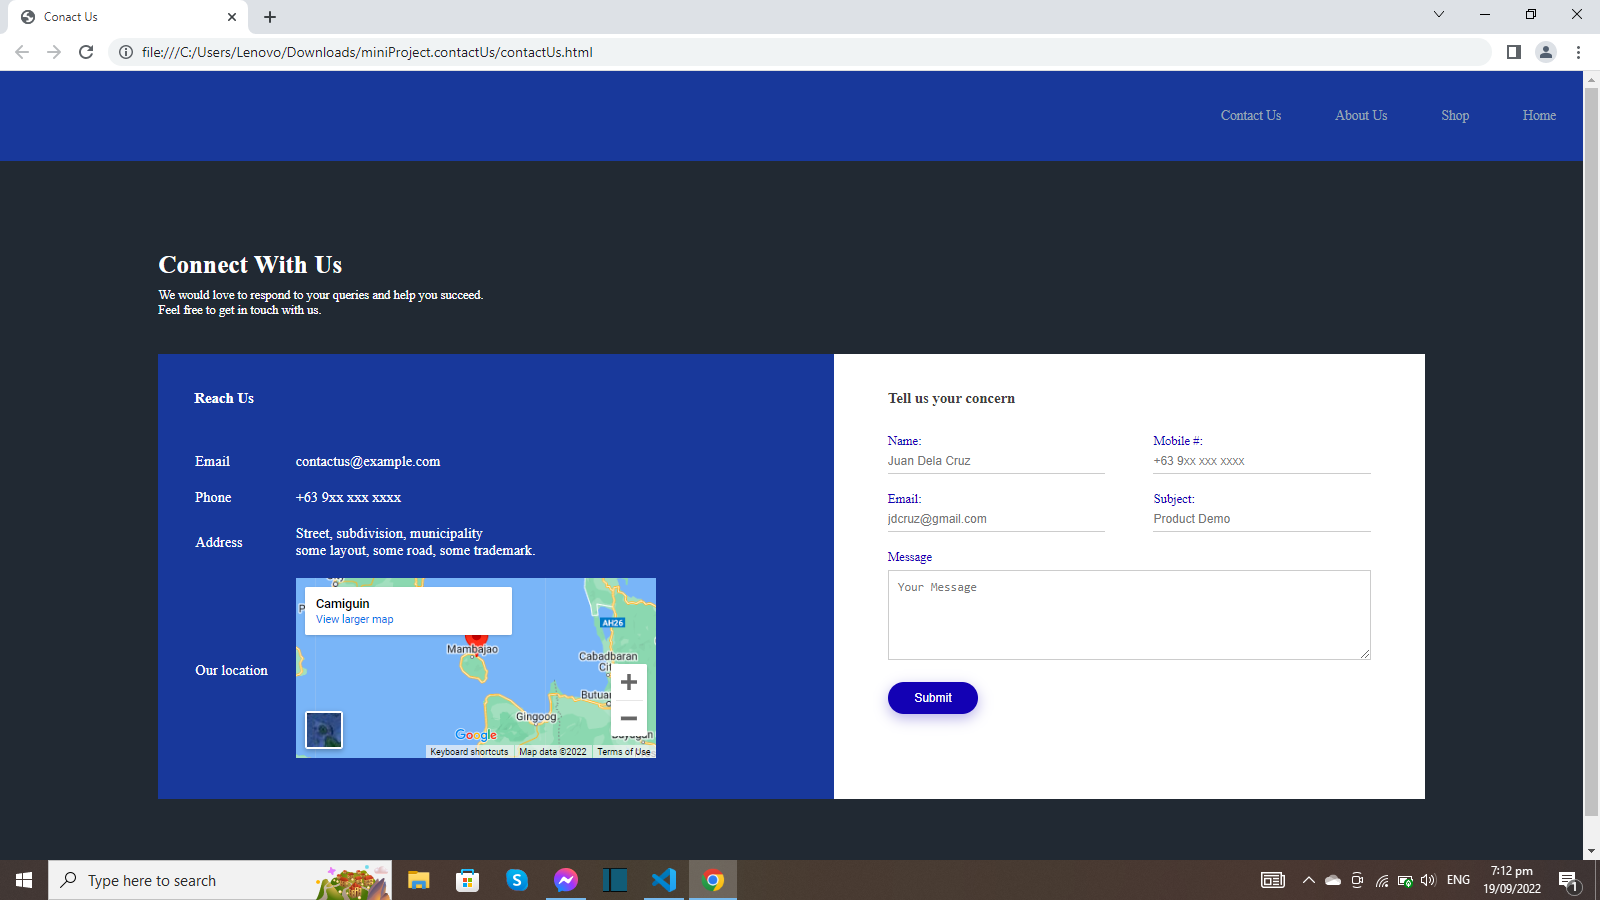 Conact Us
file:///C:/Users/Lenovo/Downloads/miniProject.contactUs/contactUs.html
Contact Us
About Us
Shop
Home
Connect With Us
We would love to respond to your queries and help you succeed.
Feel free to get in touch with us.
Reach Us
Email
contactus@example.com
Phone
+63 9xx xxx xxxx
Address
Street, subdivision, municipality
some layout, some road, some trademark.
Our location
Camiguin
View larger map
Mambajao
AH26
Cabadbaran
Gingoog
Google
Keyboard shortcuts
Map data ©2022
Terms of Use
Tell us your concern
Name:
Juan Dela Cruz
Mobile #:
+63 9xx xxx xxxx
Email:
jdcruz@gmail.com
Subject:
Product Demo
Message
Your Message
Submit
Type here to search
ENG
7:12 pm
19/09/2022
1